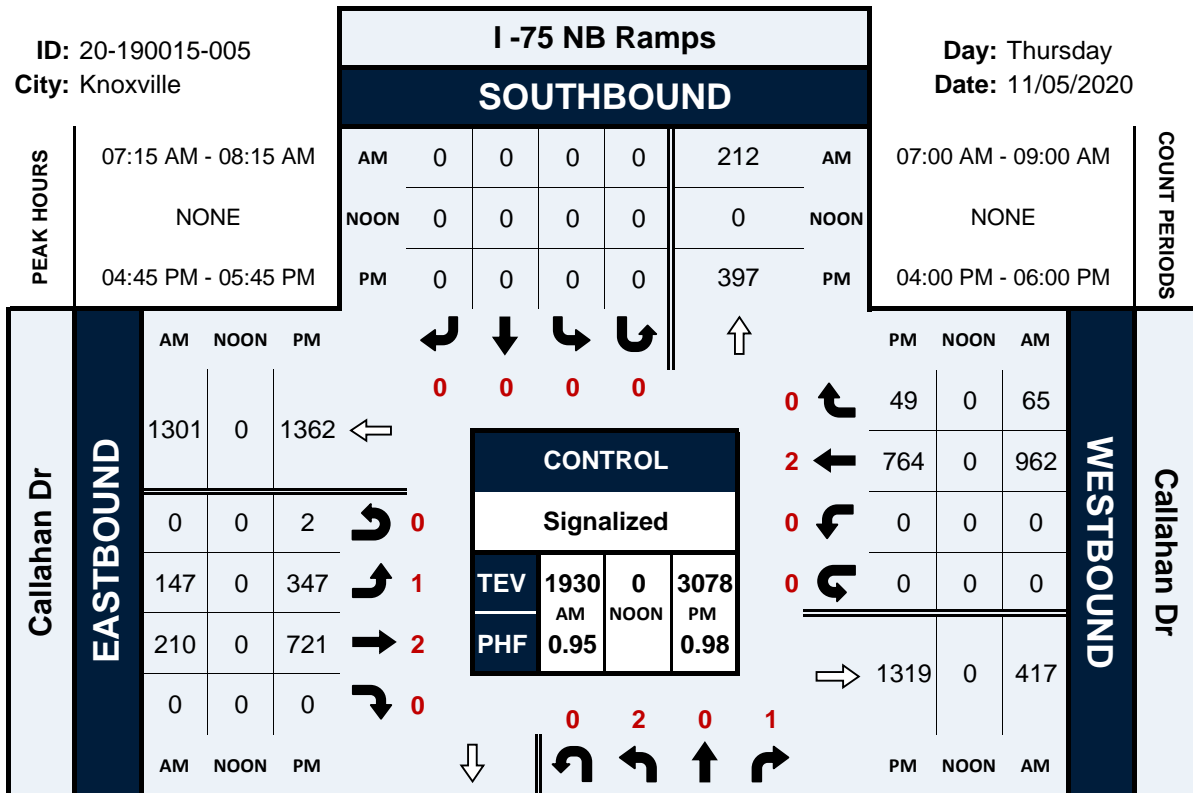 I -75 NB Ramps
SOUTHBOUND
ID: 20-190015-005
City: Knoxville
Day: Thursday
Date: 11/05/2020
PEAK HOURS
07:15 AM - 08:15 AM
NONE
04:45 PM - 05:45 PM
AM 0 0 0 0 212 AM
NOON 0 0 0 0 0 NOON
PM 0 0 0 0 397 PM
07:00 AM - 09:00 AM
NONE
04:00 PM - 06:00 PM
COUNT PERIODS
0 0 0 0
Callahan Dr
EASTBOUND
AM NOON PM
1301 0 1362
0 0 2 0
147 0 347 1
210 0 721 2
0 0 0 0
AM NOON PM
CONTROL
Signalized
TEV 1930 0 3078
AM NOON PM
PHF 0.95 0.98
PM NOON AM
0 49 0 65
2 764 0 962
0 0 0 0
0 0 0 0
1319 0 417
PM NOON AM
WESTBOUND
Callahan Dr
0 2 0 1